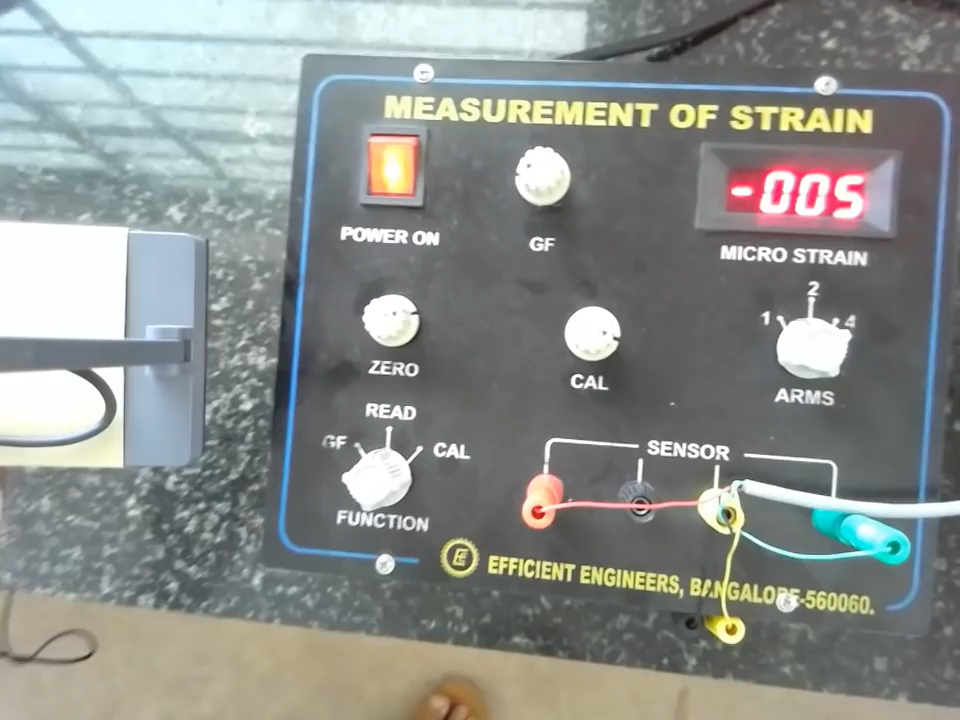 MEASUREMENT OF STRAIN
-005
POWER ON
GF
MICRO STRAIN
2
1
4
ZERO
CAL
ARMS
READ
GF
CAL
SENSOR
FUNCTION
E
EFFICIENT ENGINEERS, BANGALORE-560060.